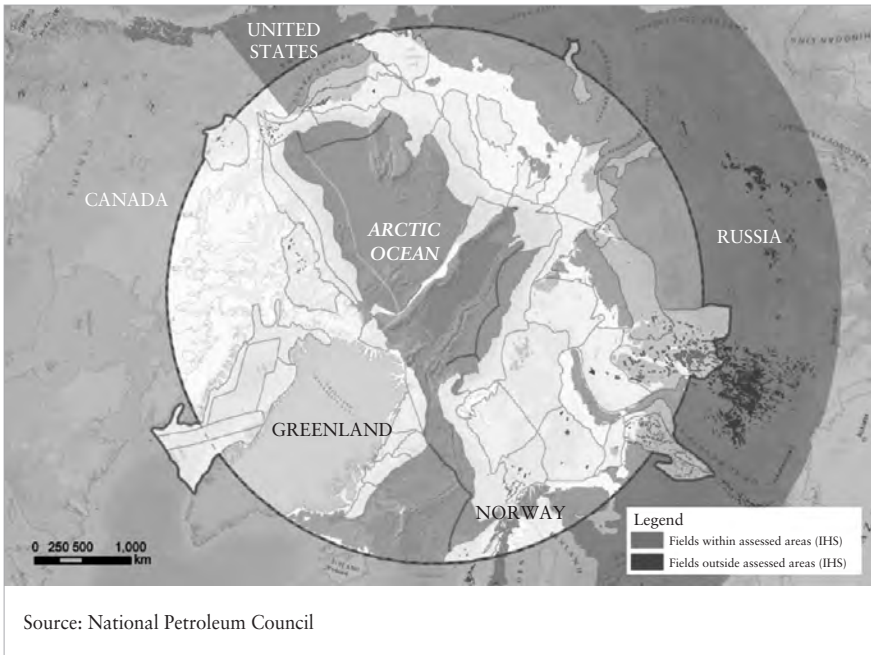 UNITED
STATES
CANADA
CANADA
ARCTIC
OCEAN
RUSSIA
GREENLAND
NORWAY
Legend
Fields within assessed areas (IHS)
Fields outside assessed areas (IHS)
0 250 500 1,000
km
Source: National Petroleum Council